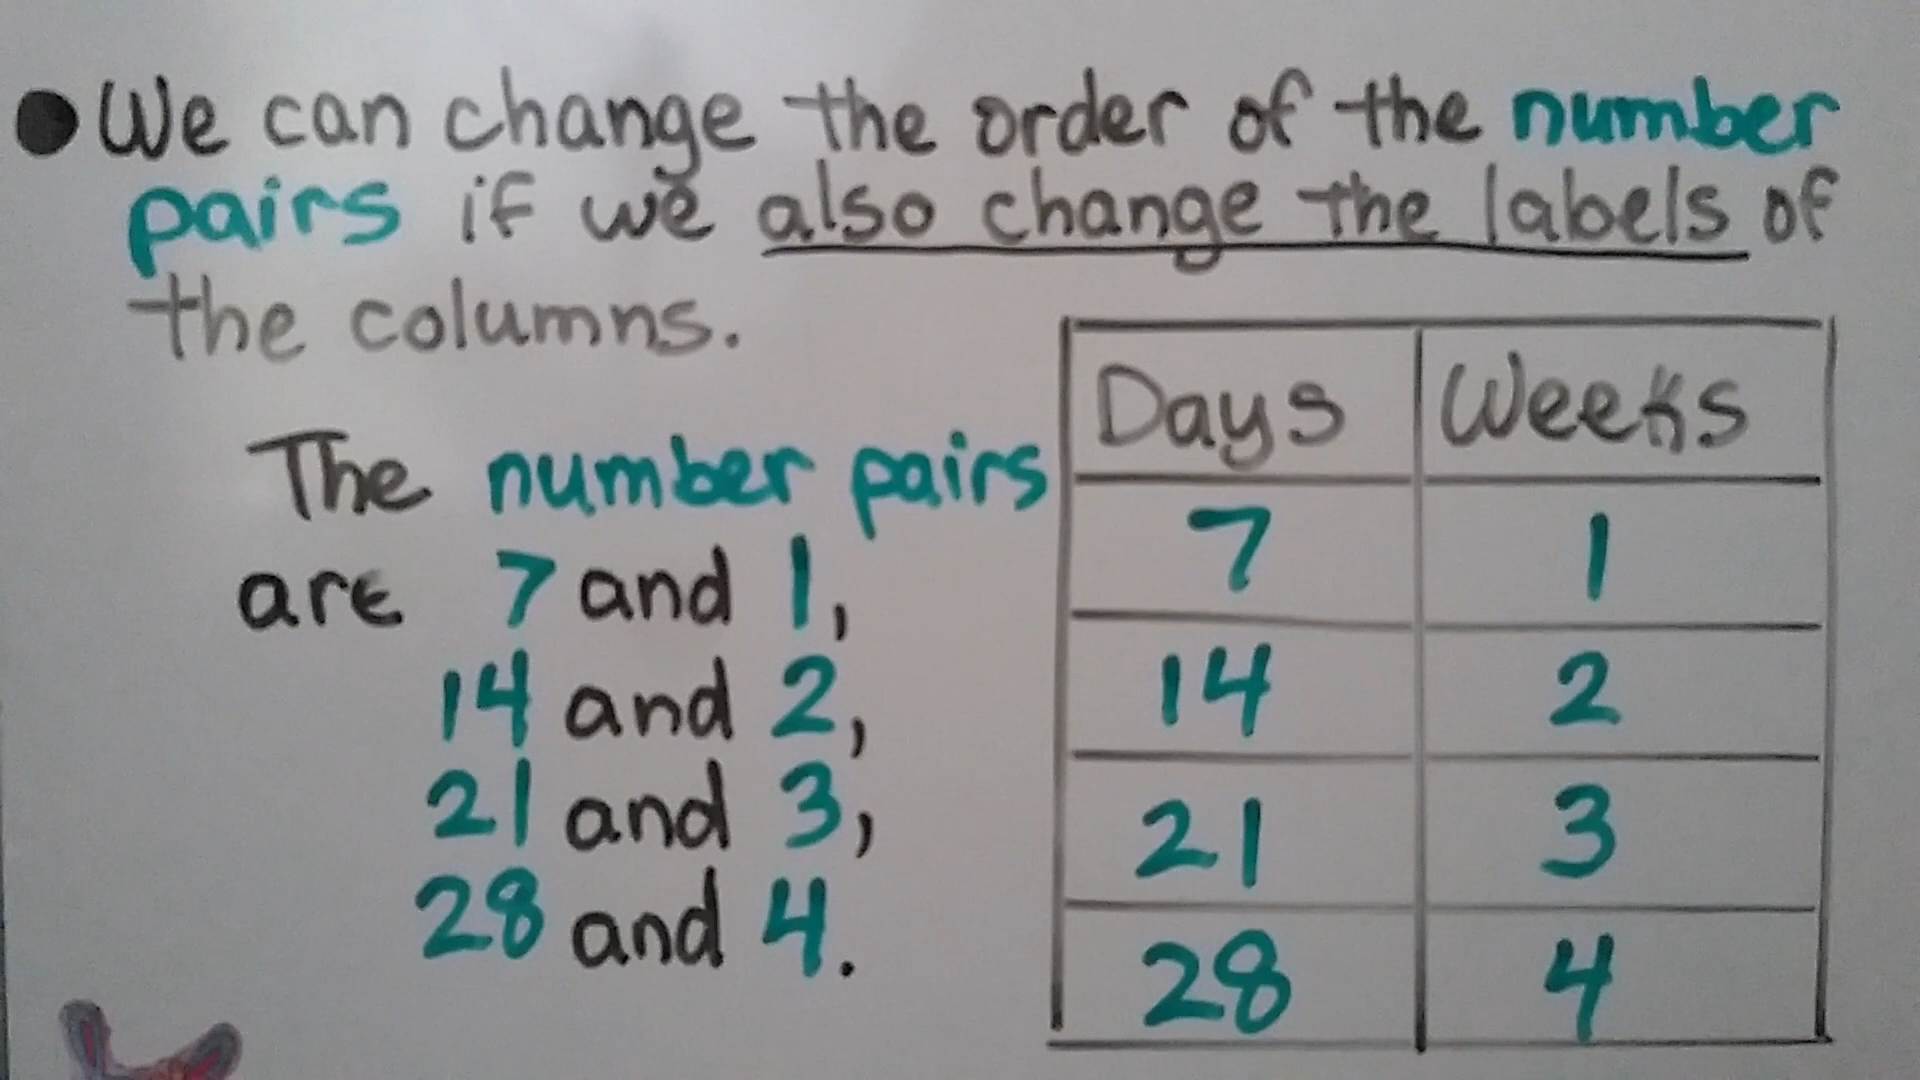 ● We can change the order of the number
pairs if we also change the labels of
the columns.
The number pairs
are 7 and 1,
14 and 2,
21 and 3,
28 and 4.
Days Weeks
7 1
14 2
21 3
28 4